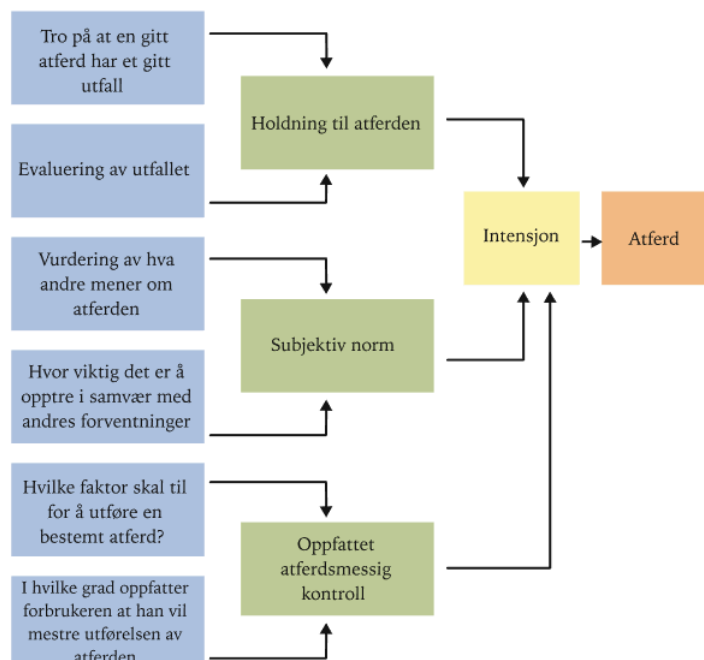 Tro på at en gitt
atferd har et gitt
utfall
Holdning til atferden
Evaluering av utfallet
Intensjon
Atferd
Vurdering av hva
andre mener om
atferden
Subjektiv norm
Hvor viktig det er å
opptre i samvær med
andres forventninger
Hvilke faktor skal til
for å utføre en
bestemt atferd?
Oppfattet
atferdsmessig
kontroll
I hvilke grad oppfatter
forbrukeren at han vil
mestre utførelsen av
atferden